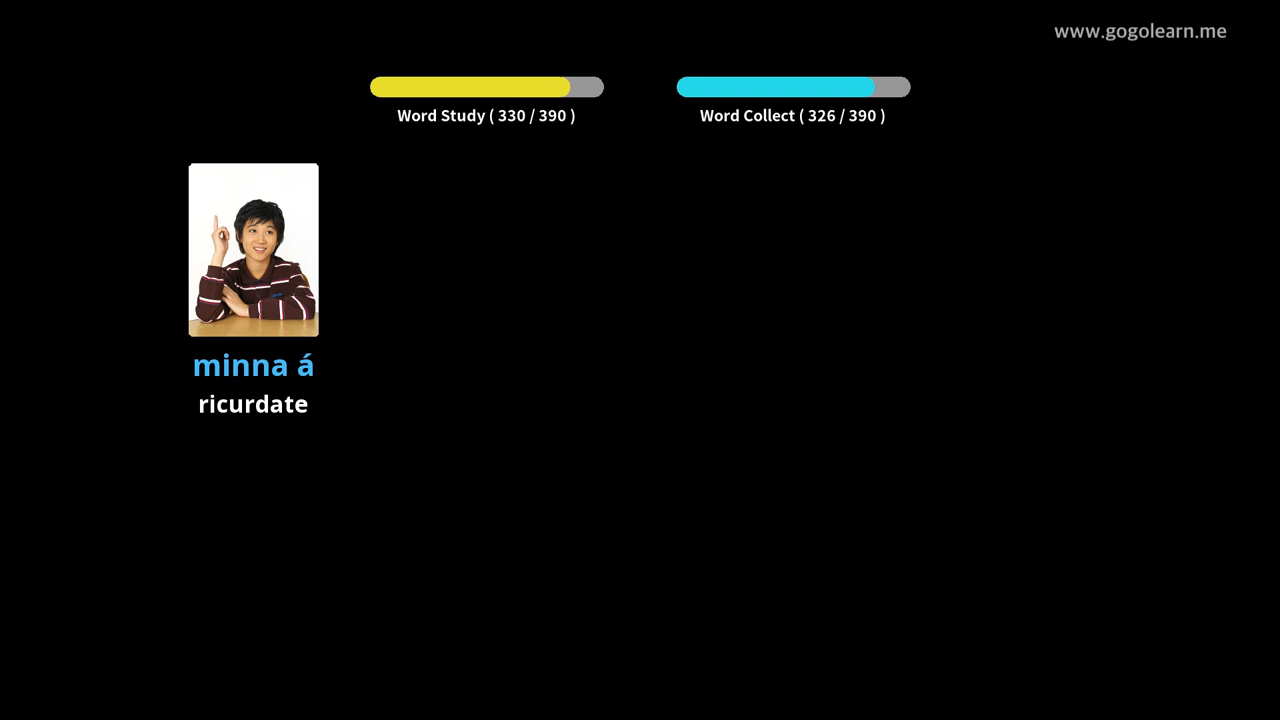 www.gogolearn.me
Word Study ( 330 / 390 )
Word Collect ( 326 / 390 )
minna á
ricurdate